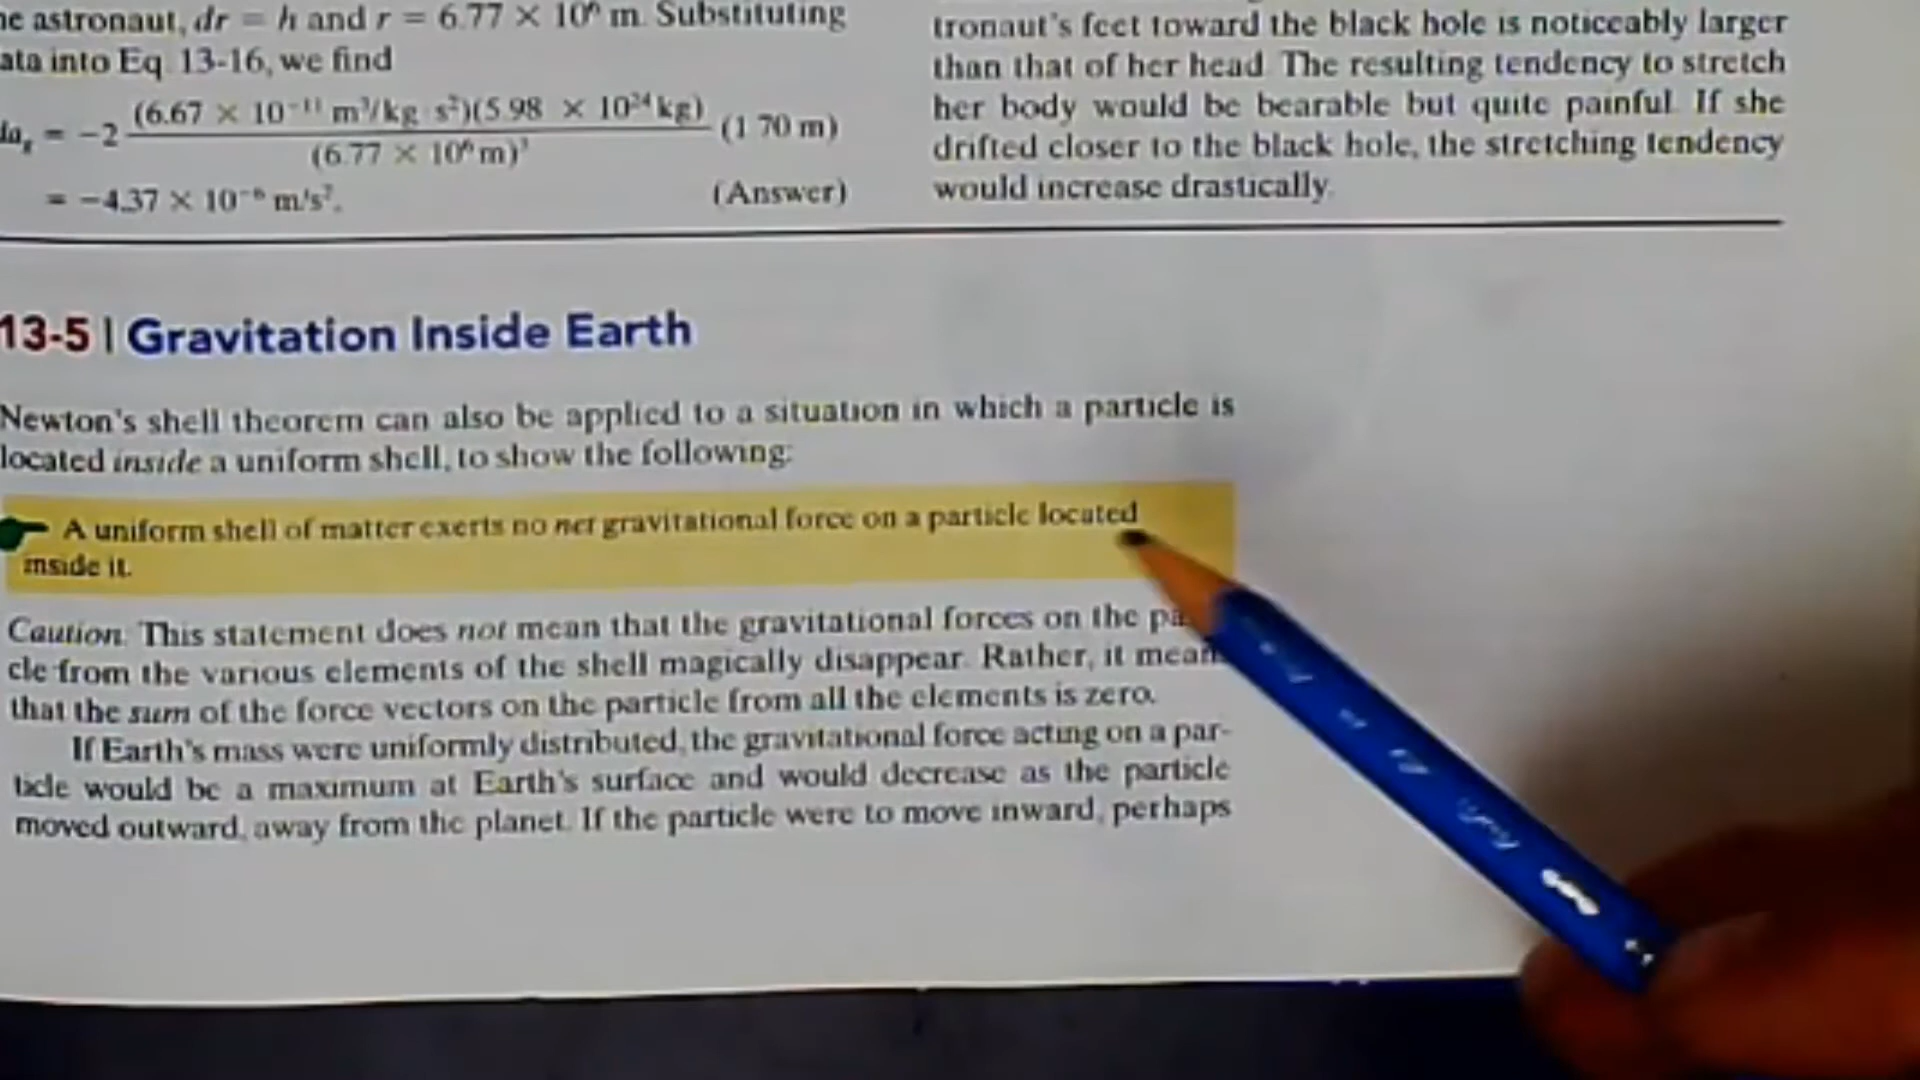 he astronaut, dr = h and r = 6.77 × 10⁶ m. Substituting
ata into Eq. 13-16, we find
da_g = −2 (6.67 × 10⁻¹¹ m³/kg·s²)(5.98 × 10²⁴ kg) / (6.77 × 10⁶ m)³ (1.70 m)
= −4.37 × 10⁻⁶ m/s². (Answer)
tronaut's feet toward the black hole is noticeably larger
than that of her head. The resulting tendency to stretch
her body would be bearable but quite painful. If she
drifted closer to the black hole, the stretching tendency
would increase drastically.
13-5 | Gravitation Inside Earth
Newton's shell theorem can also be applied to a situation in which a particle is
located inside a uniform shell, to show the following:
A uniform shell of matter exerts no net gravitational force on a particle located
inside it.
Caution: This statement does not mean that the gravitational forces on the pa
cle from the various elements of the shell magically disappear. Rather, it mean
that the sum of the force vectors on the particle from all the elements is zero.
If Earth's mass were uniformly distributed, the gravitational force acting on a par-
ticle would be a maximum at Earth's surface and would decrease as the particle
moved outward, away from the planet. If the particle were to move inward, perhaps